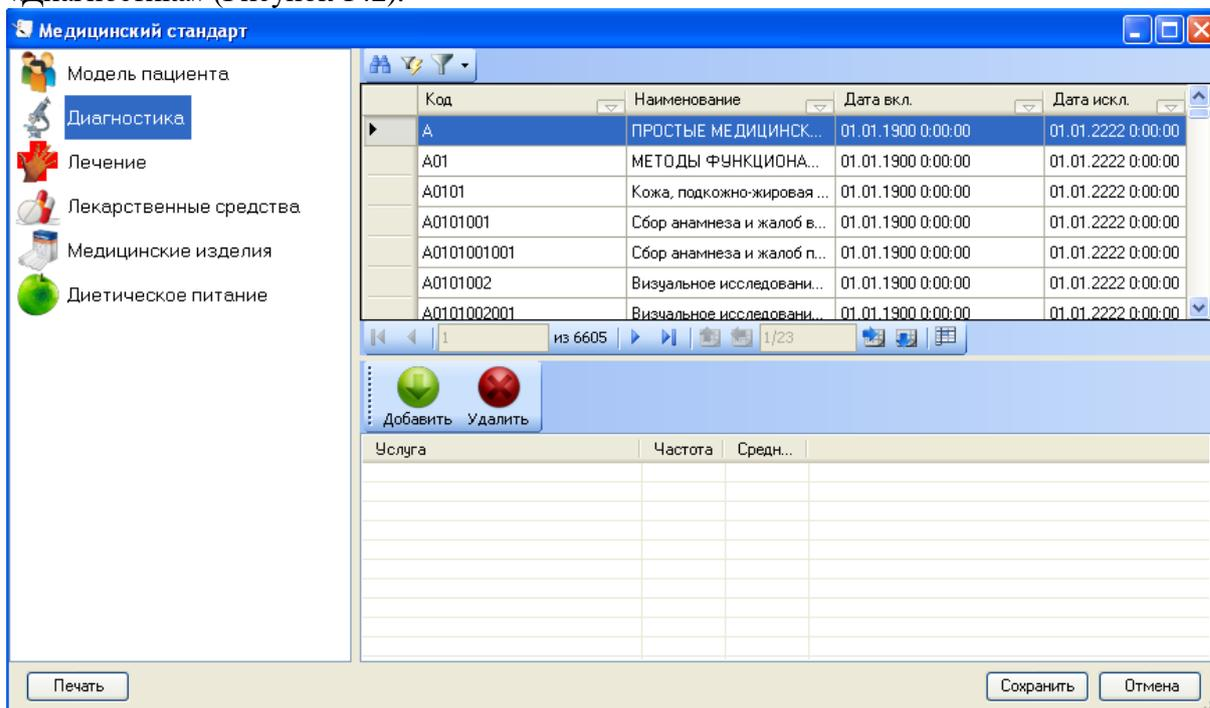 Медицинский стандарт
Модель пациента
Диагностика
Лечение
Лекарственные средства
Медицинские изделия
Диетическое питание
Код Наименование Дата вкл. Дата искл.
A ПРОСТЫЕ МЕДИЦИНСК... 01.01.1900 0:00:00 01.01.2222 0:00:00
A01 МЕТОДЫ ФУНКЦИОНА... 01.01.1900 0:00:00 01.01.2222 0:00:00
A0101 Кожа, подкожно-жировая ... 01.01.1900 0:00:00 01.01.2222 0:00:00
A0101001 Сбор анамнеза и жалоб в... 01.01.1900 0:00:00 01.01.2222 0:00:00
A0101001001 Сбор анамнеза и жалоб п... 01.01.1900 0:00:00 01.01.2222 0:00:00
A0101002 Визуальное исследовани... 01.01.1900 0:00:00 01.01.2222 0:00:00
A0101002001 Визуальное исследовани... 01.01.1900 0:00:00 01.01.2222 0:00:00
1 из 6605 1/23
Добавить Удалить
Услуга Частота Средн...
Печать Сохранить Отмена